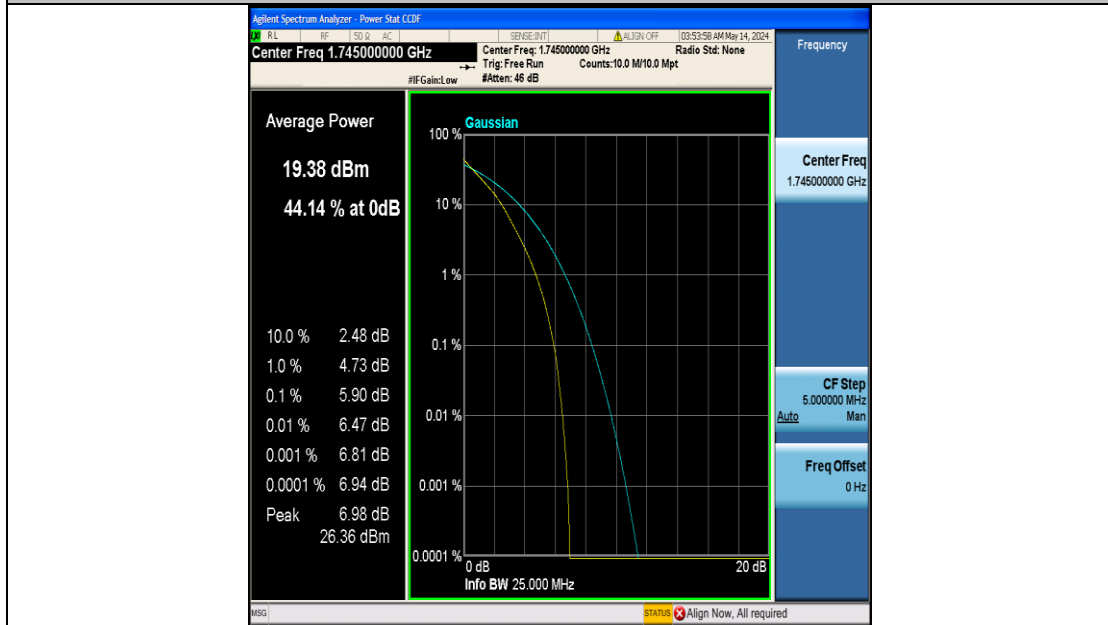 Agilent Spectrum Analyzer - Power Stat CCDF
RL RF 50 Ω AC SENSE:INT ALIGN OFF 03:53:58 AM May 14, 2024
Center Freq 1.745000000 GHz
Center Freq: 1.745000000 GHz Radio Std: None
Trig: Free Run Counts:10.0 M/10.0 Mpt
#IFGain:Low #Atten: 46 dB
Frequency
Average Power
19.38 dBm
44.14 % at 0dB
10.0 % 2.48 dB
1.0 % 4.73 dB
0.1 % 5.90 dB
0.01 % 6.47 dB
0.001 % 6.81 dB
0.0001 % 6.94 dB
Peak 6.98 dB
26.36 dBm
Gaussian
100 %
10 %
1 %
0.1 %
0.01 %
0.001 %
0.0001 %
0 dB 20 dB
Info BW 25.000 MHz
Center Freq
1.745000000 GHz
CF Step
5.000000 MHz
Auto Man
Freq Offset
0 Hz
MSG STATUS Align Now, All required